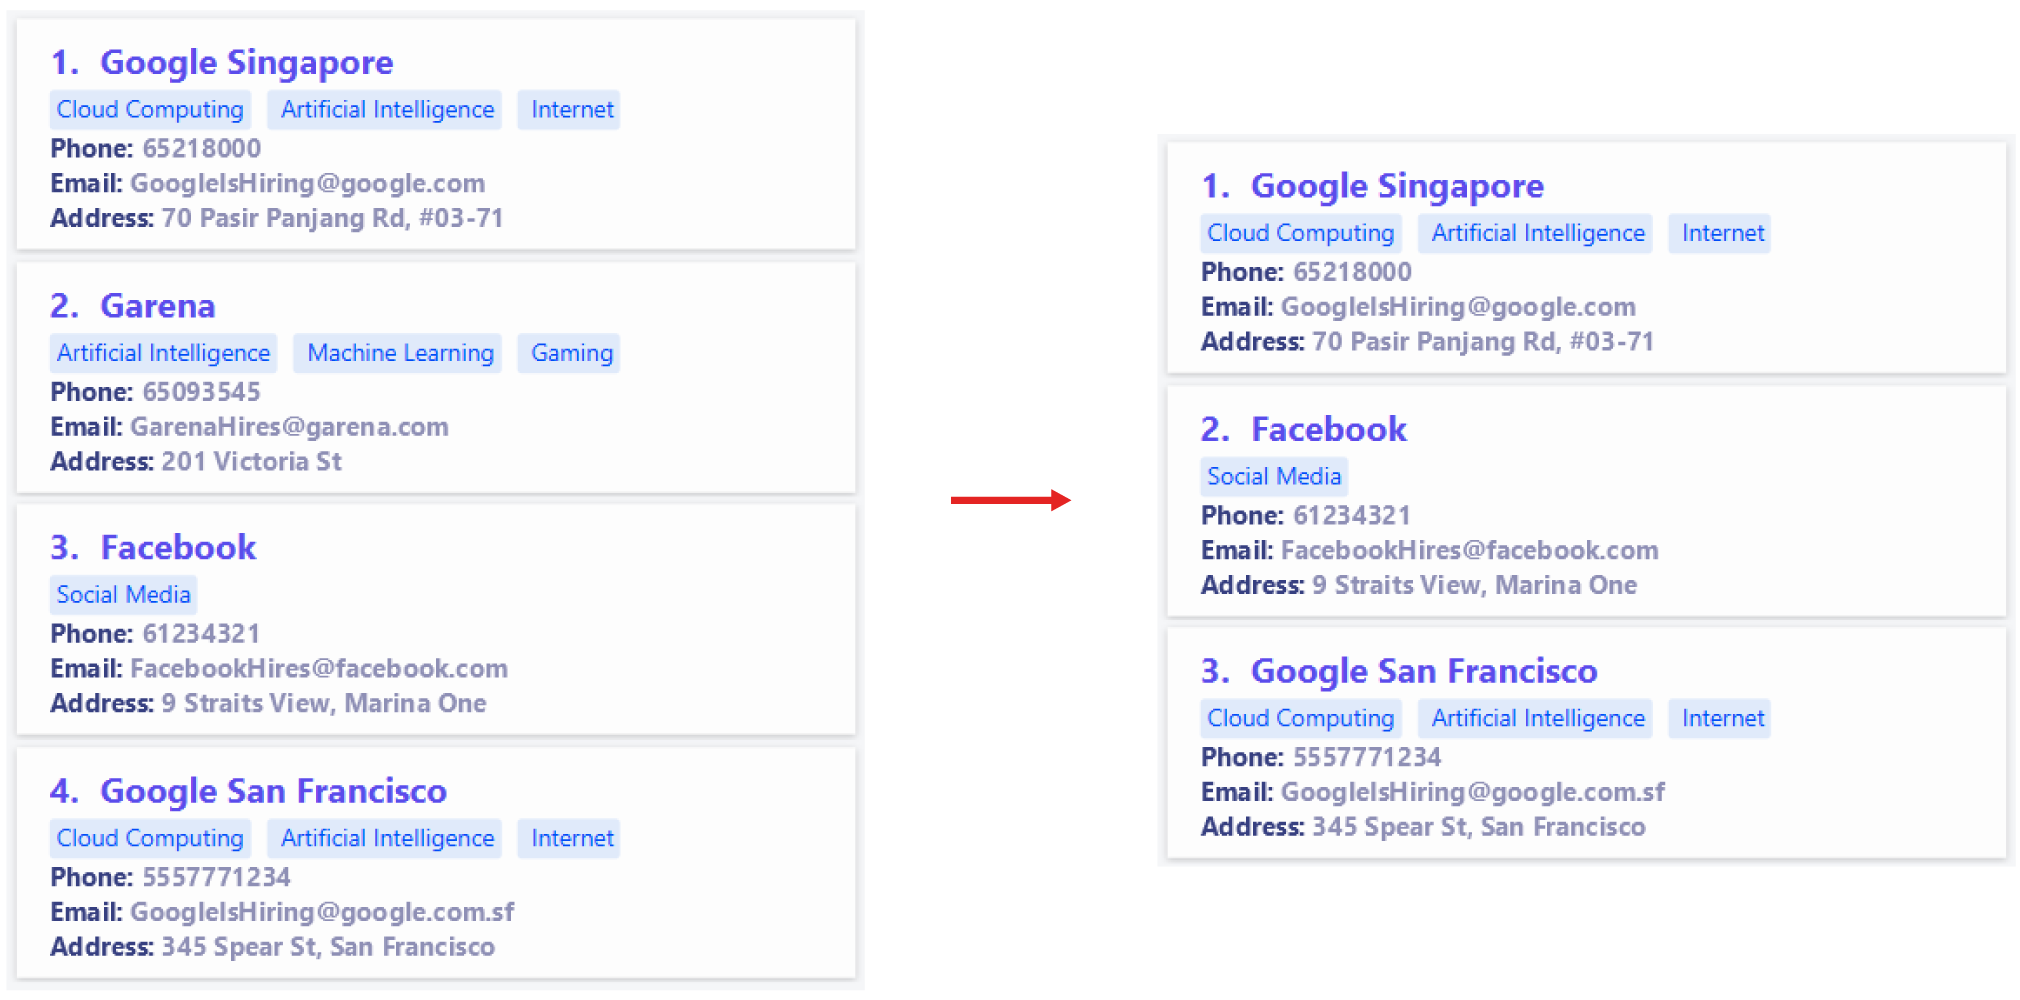 1. Google Singapore
Cloud Computing Artificial Intelligence Internet
Phone: 65218000
Email: GoogleIsHiring@google.com
Address: 70 Pasir Panjang Rd, #03-71
2. Garena
Artificial Intelligence Machine Learning Gaming
Phone: 65093545
Email: GarenaHires@garena.com
Address: 201 Victoria St
3. Facebook
Social Media
Phone: 61234321
Email: FacebookHires@facebook.com
Address: 9 Straits View, Marina One
4. Google San Francisco
Cloud Computing Artificial Intelligence Internet
Phone: 5557771234
Email: GoogleIsHiring@google.com.sf
Address: 345 Spear St, San Francisco
1. Google Singapore
Cloud Computing Artificial Intelligence Internet
Phone: 65218000
Email: GoogleIsHiring@google.com
Address: 70 Pasir Panjang Rd, #03-71
2. Facebook
Social Media
Phone: 61234321
Email: FacebookHires@facebook.com
Address: 9 Straits View, Marina One
3. Google San Francisco
Cloud Computing Artificial Intelligence Internet
Phone: 5557771234
Email: GoogleIsHiring@google.com.sf
Address: 345 Spear St, San Francisco